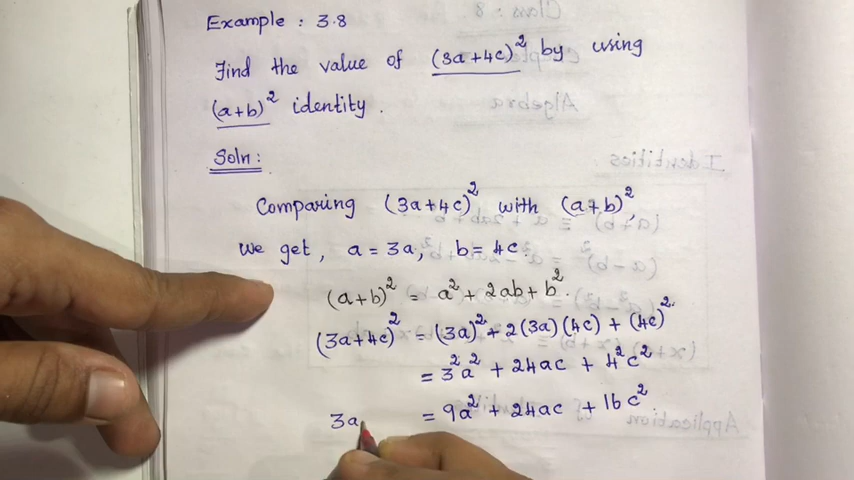 Example : 3.8
Find the value of (3a+4c)² by using
(a+b)² identity.
Soln:
Comparing (3a+4c)² with (a+b)²,
we get, a = 3a, b = 4c.
(a+b)² = a² + 2ab + b².
(3a+4c)² = (3a)² + 2(3a)(4c) + (4c)².
= 3²a² + 24ac + 4²c²
3a = 9a² + 24ac + 16c²